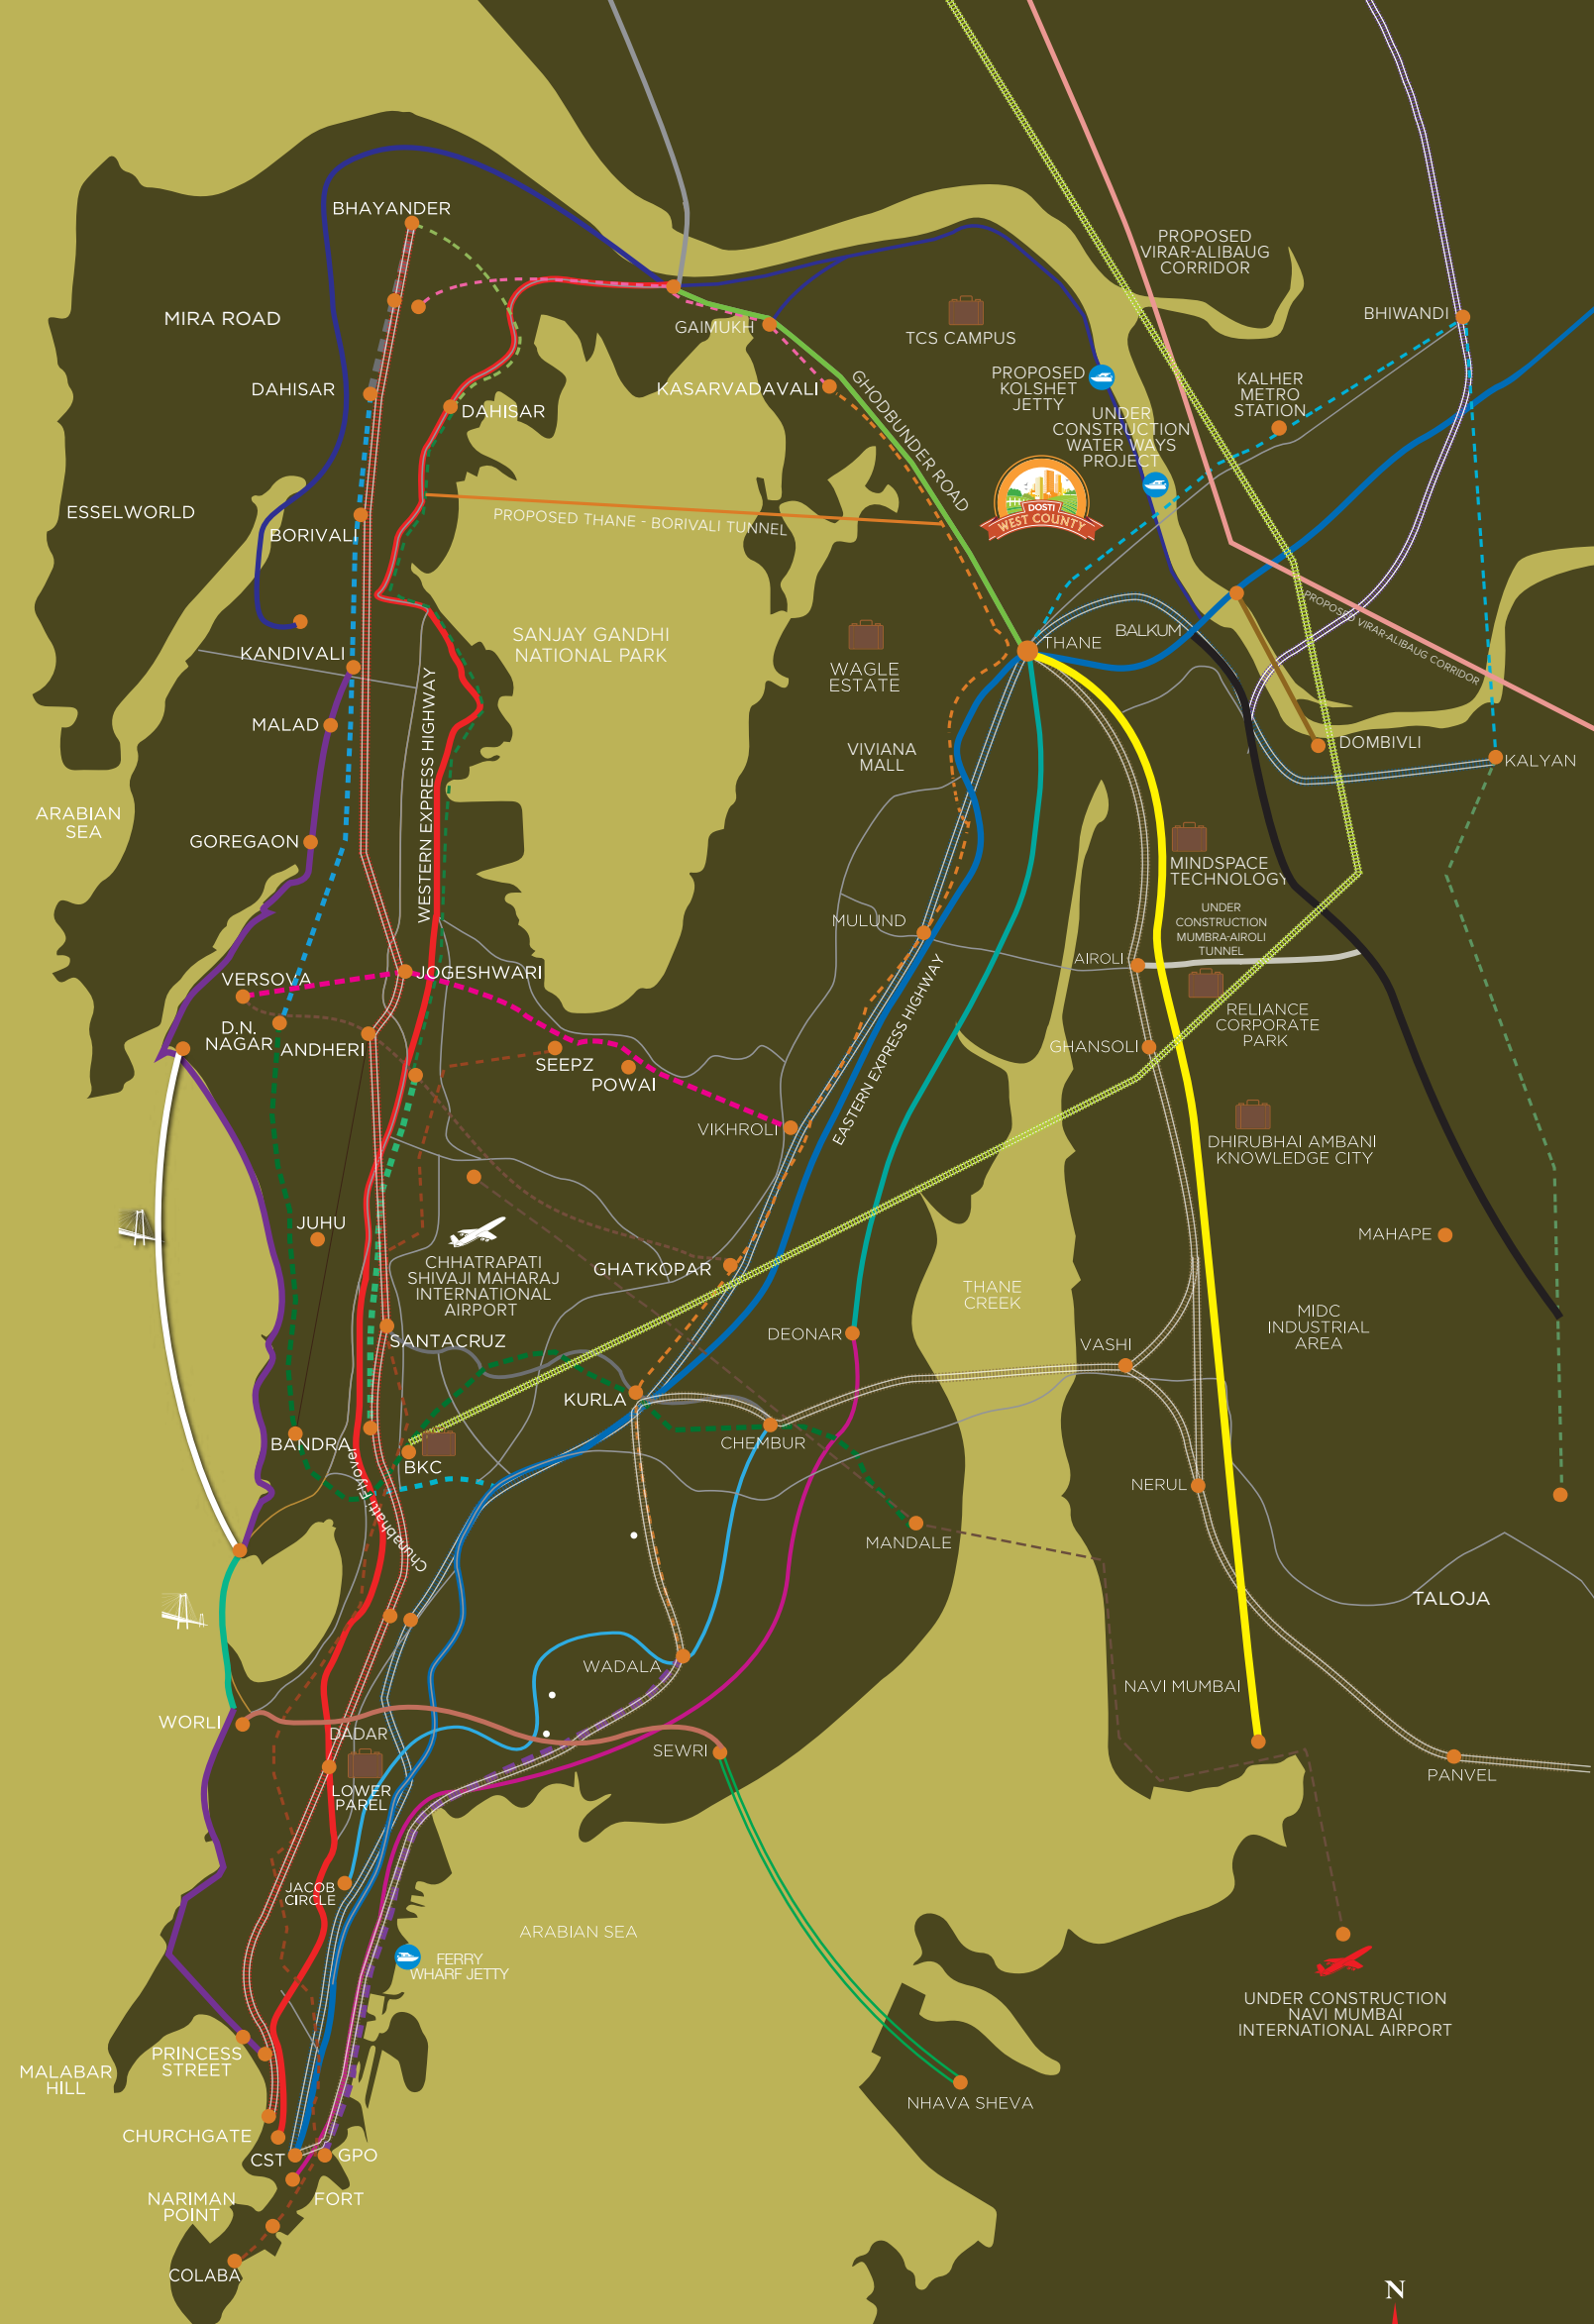 BHAYANDER
PROPOSED
VIRAR-ALIBAUG
CORRIDOR
BHIWANDI
MIRA ROAD
GAIMUKH
TCS CAMPUS
DAHISAR
DAHISAR
KASARVADAVALI
GHODBUNDER ROAD
PROPOSED
KOLSHET
JETTY
KALHER
METRO
STATION
UNDER
CONSTRUCTION
WATER WAYS
PROJECT
ESSELWORLD
BORIVALI
PROPOSED THANE - BORIVALI TUNNEL
DOSTI
WEST COUNTY
PROPOSED VIRAR-ALIBAUG CORRIDOR
KANDIVALI
SANJAY GANDHI
NATIONAL PARK
WAGLE
ESTATE
THANE
BALKUM
MALAD
WESTERN EXPRESS HIGHWAY
VIVIANA
MALL
DOMBIVLI
KALYAN
ARABIAN
SEA
GOREGAON
MINDSPACE
TECHNOLOGY
MULUND
UNDER
CONSTRUCTION
MUMBRA-AIROLI
TUNNEL
AIROLI
VERSOVA
JOGESHWARI
EASTERN EXPRESS HIGHWAY
RELIANCE
CORPORATE
PARK
D.N.
NAGAR
ANDHERI
SEEPZ
POWAI
GHANSOLI
VIKHROLI
DHIRUBHAI AMBANI
KNOWLEDGE CITY
JUHU
MAHAPE
CHHATRAPATI
SHIVAJI MAHARAJ
INTERNATIONAL
AIRPORT
GHATKOPAR
THANE
CREEK
MIDC
INDUSTRIAL
AREA
SANTACRUZ
DEONAR
VASHI
KURLA
CHEMBUR
BANDRA
BKC
Chunabhatti Flyover
NERUL
MANDALE
TALOJA
WADALA
NAVI MUMBAI
WORLI
DADAR
SEWRI
LOWER
PAREL
PANVEL
JACOB
CIRCLE
ARABIAN SEA
FERRY
WHARF JETTY
UNDER CONSTRUCTION
NAVI MUMBAI
INTERNATIONAL AIRPORT
PRINCESS
STREET
MALABAR
HILL
NHAVA SHEVA
CHURCHGATE
CST
GPO
NARIMAN
POINT
FORT
COLABA
N